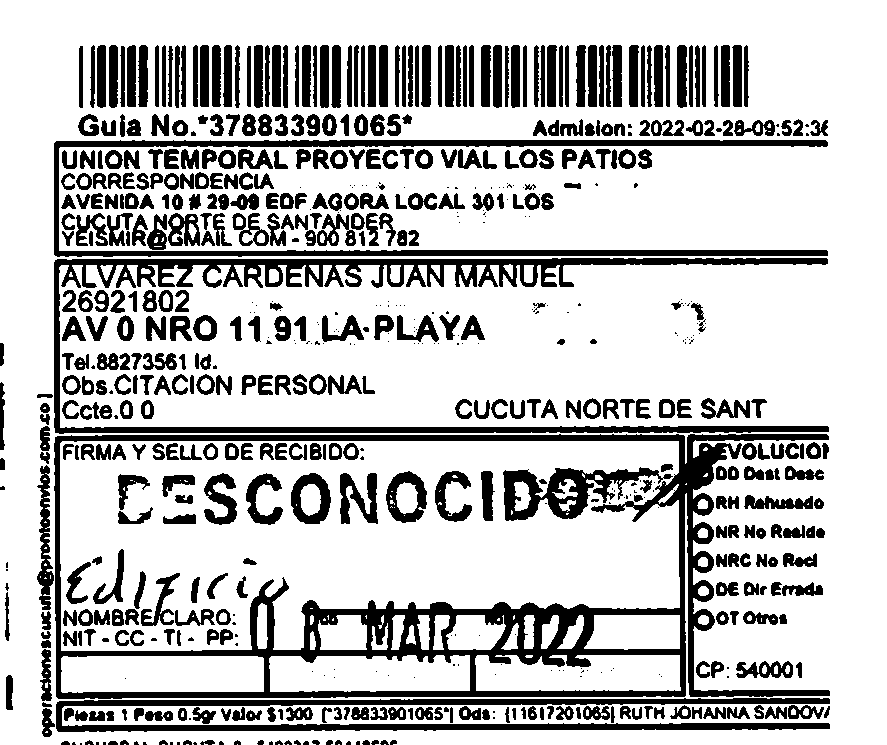 Guia No.*378833901065*
Admision: 2022-02-28-09:52:36
UNION TEMPORAL PROYECTO VIAL LOS PATIOS
CORRESPONDENCIA
AVENIDA 10 # 29-09 EDF AGORA LOCAL 301 LOS
CUCUTA NORTE DE SANTANDER
YEISMIR@GMAIL COM - 900 812 782
ALVAREZ CARDENAS JUAN MANUEL
26921802
AV 0 NRO 11 91 LA-PLAYA
Tel.88273561 Id.
Obs.CITACION PERSONAL
Ccte.0 0
CUCUTA NORTE DE SANT
operacionescucuta@prontoenvios.com.co |
FIRMA Y SELLO DE RECIBIDO:
DESCONOCIDO
Edificio
NOMBRE/CLARO:
NIT - CC - TI - PP:
08 MAR 2022
DEVOLUCION
DD Dest Desc
RH Rehusado
NR No Reside
NRC No Recl
DE Dir Errada
OT Otros
CP: 540001
Piezas 1 Peso 0.5gr Valor $1300 [*378833901065*] Ods: {11617201065} RUTH JOHANNA SANDOVA